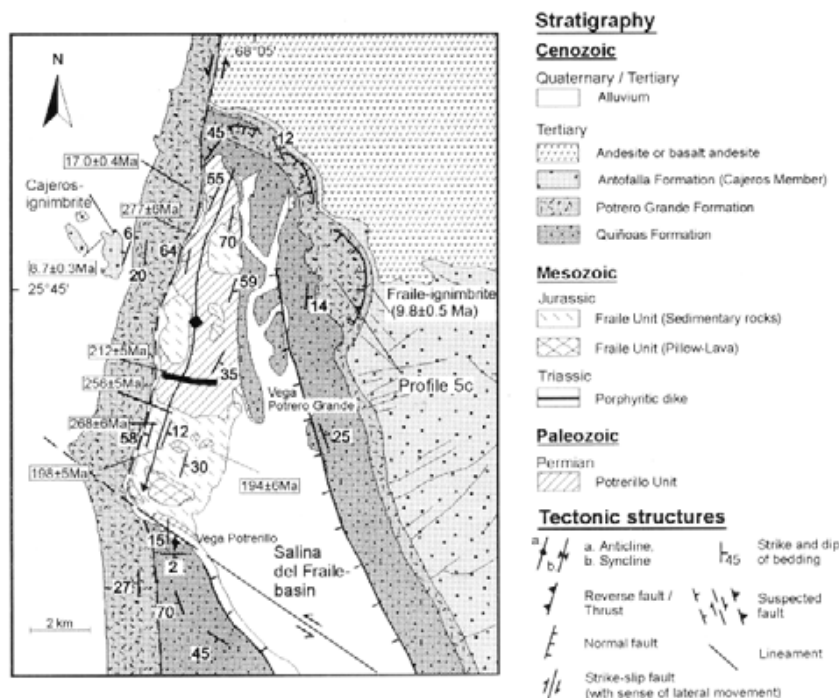 N
68°05'
12
45
17.0±0.4Ma
55
Cajeros-
ignimbrite
277±6Ma
6
64
70
20
8.7±0.3Ma
59
25°45'
14
Fraile-ignimbrite
(9.8±0.5 Ma)
212±5Ma
35
Profile 5c
256±5Ma
Vega
Potrero Grande
268±6Ma
58
12
25
30
198±5Ma
194±6Ma
15
Vega Potrerillo
2
Salina
del Fraile-
basin
27
70
2 km
45
Stratigraphy
Cenozoic
Quaternary / Tertiary
Alluvium
Tertiary
Andesite or basalt andesite
Antofalla Formation (Cajeros Member)
Potrero Grande Formation
Quiñoas Formation
Mesozoic
Jurassic
Fraile Unit (Sedimentary rocks)
Fraile Unit (Pillow-Lava)
Triassic
Porphyritic dike
Paleozoic
Permian
Potrerillo Unit
Tectonic structures
a
b
a. Anticline,
b. Syncline
45
Strike and dip
of bedding
Reverse fault /
Thrust
Suspected
fault
Normal fault
Lineament
Strike-slip fault
(with sense of lateral movement)